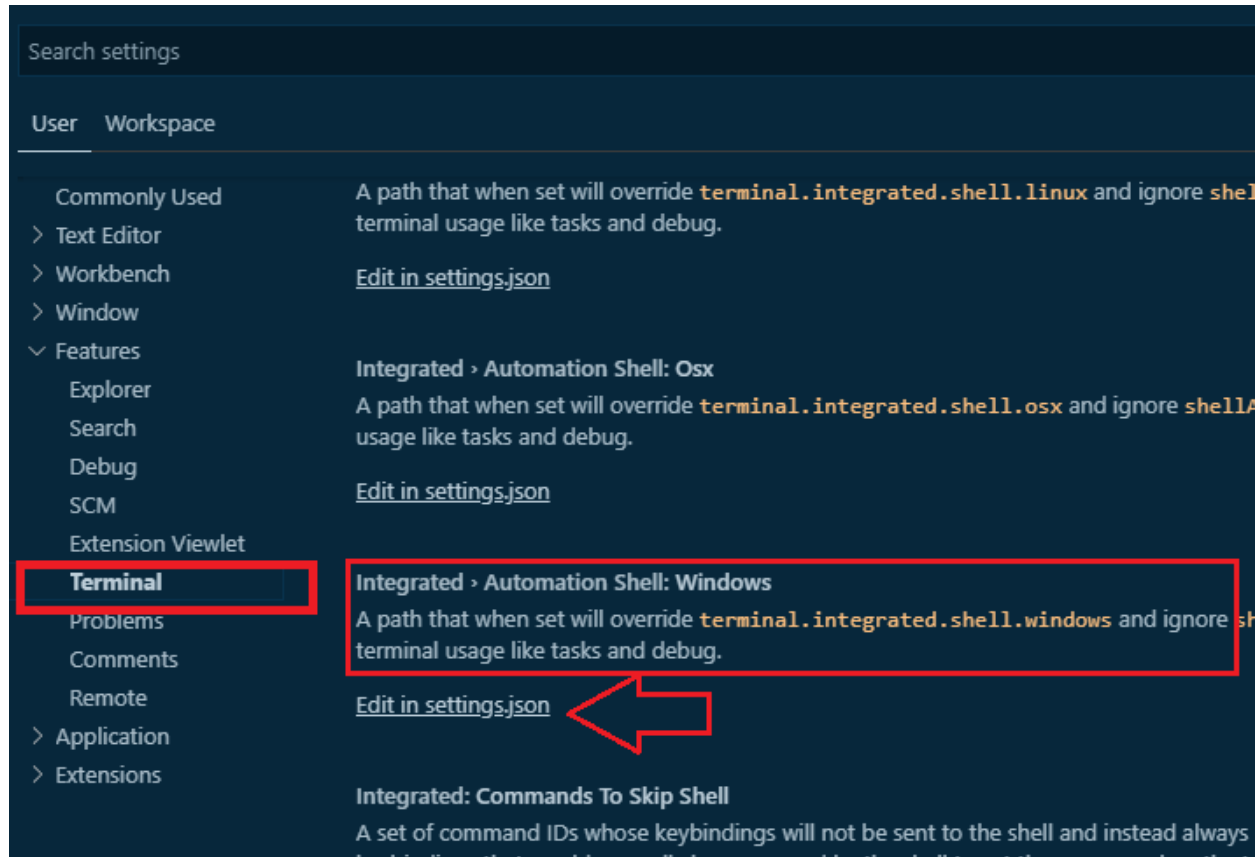 Search settings
User Workspace
Commonly Used
> Text Editor
> Workbench
> Window
Features
Explorer
Search
Debug
SCM
Extension Viewlet
Terminal
Problems
Comments
Remote
> Application
> Extensions
A path that when set will override terminal.integrated.shell.linux and ignore
terminal usage like tasks and debug.
Edit in settings.json
Integrated › Automation Shell: Osx
A path that when set will override terminal.integrated.shell.osx and ignore
usage like tasks and debug.
Edit in settings.json
Integrated › Automation Shell: Windows
A path that when set will override terminal.integrated.shell.windows and ignore
terminal usage like tasks and debug.
Edit in settings.json
Integrated: Commands To Skip Shell
A set of command IDs whose keybindings will not be sent to the shell and instead always